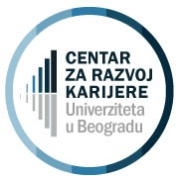 CENTAR
ZA RAZVOJ
KARIJERE
Univerziteta
u Beogradu